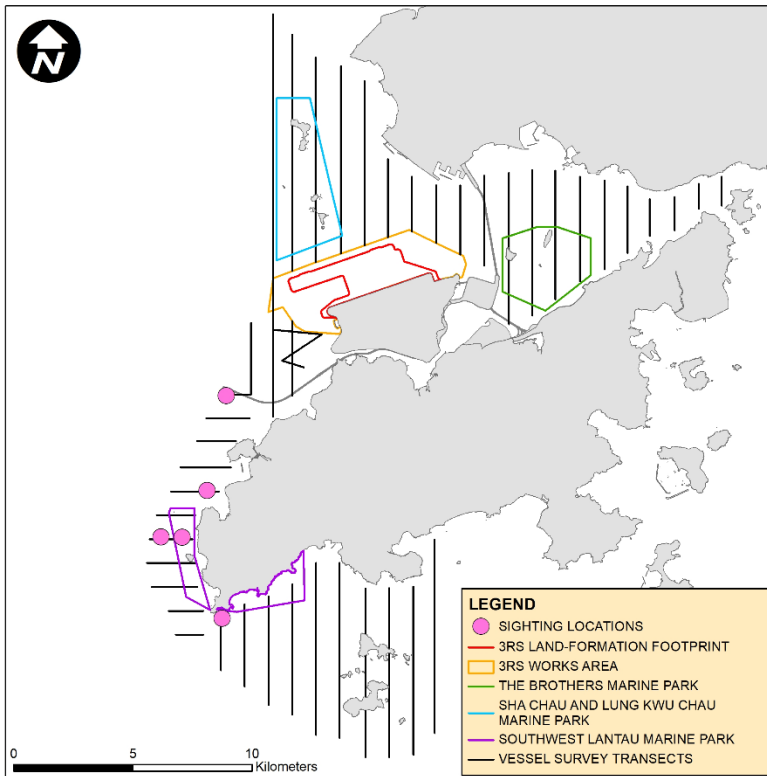 N
LEGEND
SIGHTING LOCATIONS
3RS LAND-FORMATION FOOTPRINT
3RS WORKS AREA
THE BROTHERS MARINE PARK
SHA CHAU AND LUNG KWU CHAU
MARINE PARK
SOUTHWEST LANTAU MARINE PARK
VESSEL SURVEY TRANSECTS
0 5 10
Kilometers